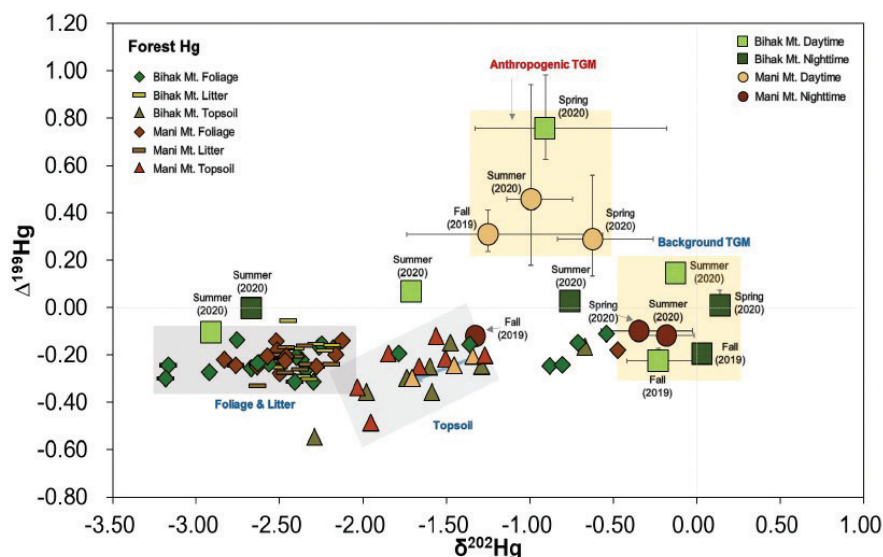 Forest Hg
Bihak Mt. Foliage
Bihak Mt. Litter
Bihak Mt. Topsoil
Mani Mt. Foliage
Mani Mt. Litter
Mani Mt. Topsoil
Bihak Mt. Daytime
Bihak Mt. Nighttime
Mani Mt. Daytime
Mani Mt. Nighttime
Anthropogenic TGM
Spring
(2020)
Summer
(2020)
Fall
(2019)
Spring
(2020)
Background TGM
Summer
(2020)
Summer
(2020)
Summer
(2020)
Summer
(2020)
Summer
(2020)
Spring
(2020)
Summer
(2020)
Spring
(2020)
Fall
(2019)
Fall
(2019)
Fall
(2019)
Foliage & Litter
Topsoil
Δ199Hg
1.20
1.00
0.80
0.60
0.40
0.20
0.00
-0.20
-0.40
-0.60
-0.80
-3.50
-3.00
-2.50
-2.00
-1.50
-1.00
-0.50
0.00
0.50
1.00
δ202Hg